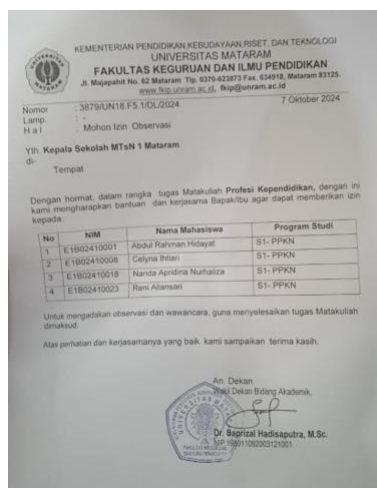 KEMENTERIAN PENDIDIKAN,KEBUDAYAAN,RISET, DAN TEKNOLOGI
UNIVERSITAS MATARAM
FAKULTAS KEGURUAN DAN ILMU PENDIDIKAN
Jl. Majapahit No. 62 Mataram Tlp. 0370-623873 Fax. 634918, Mataram 83125.
www.fkip.unram.ac.id, fkip@unram.ac.id
Nomor : 3879/UN18.F5.1/DL/2024 7 Oktober 2024
Lamp. : -
H a l : Mohon Izin Observasi
Yth. Kepala Sekolah MTsN 1 Mataram
di-
Tempat
Dengan hormat, dalam rangka tugas Matakuliah Profesi Kependidikan, dengan ini
kami mengharapkan bantuan dan kerjasama Bapak/Ibu agar dapat memberikan izin
kepada:
No NIM Nama Mahasiswa Program Studi
1 E1B02410001 Abdul Rahman Hidayat S1- PPKN
2 E1B02410008 Celyna Ihtiari S1- PPKN
3 E1B02410018 Nanda Apridina Nurhaliza S1- PPKN
4 E1B02410023 Reni Aliansari S1- PPKN
Untuk mengadakan observasi dan wawancara, guna menyelesaikan tugas Matakuliah
dimaksud.
Atas perhatian dan kerjasamanya yang baik kami sampaikan terima kasih.
An. Dekan,
Wakil Dekan Bidang Akademik,
Dr. Saprizal Hadisaputra, M.Sc.